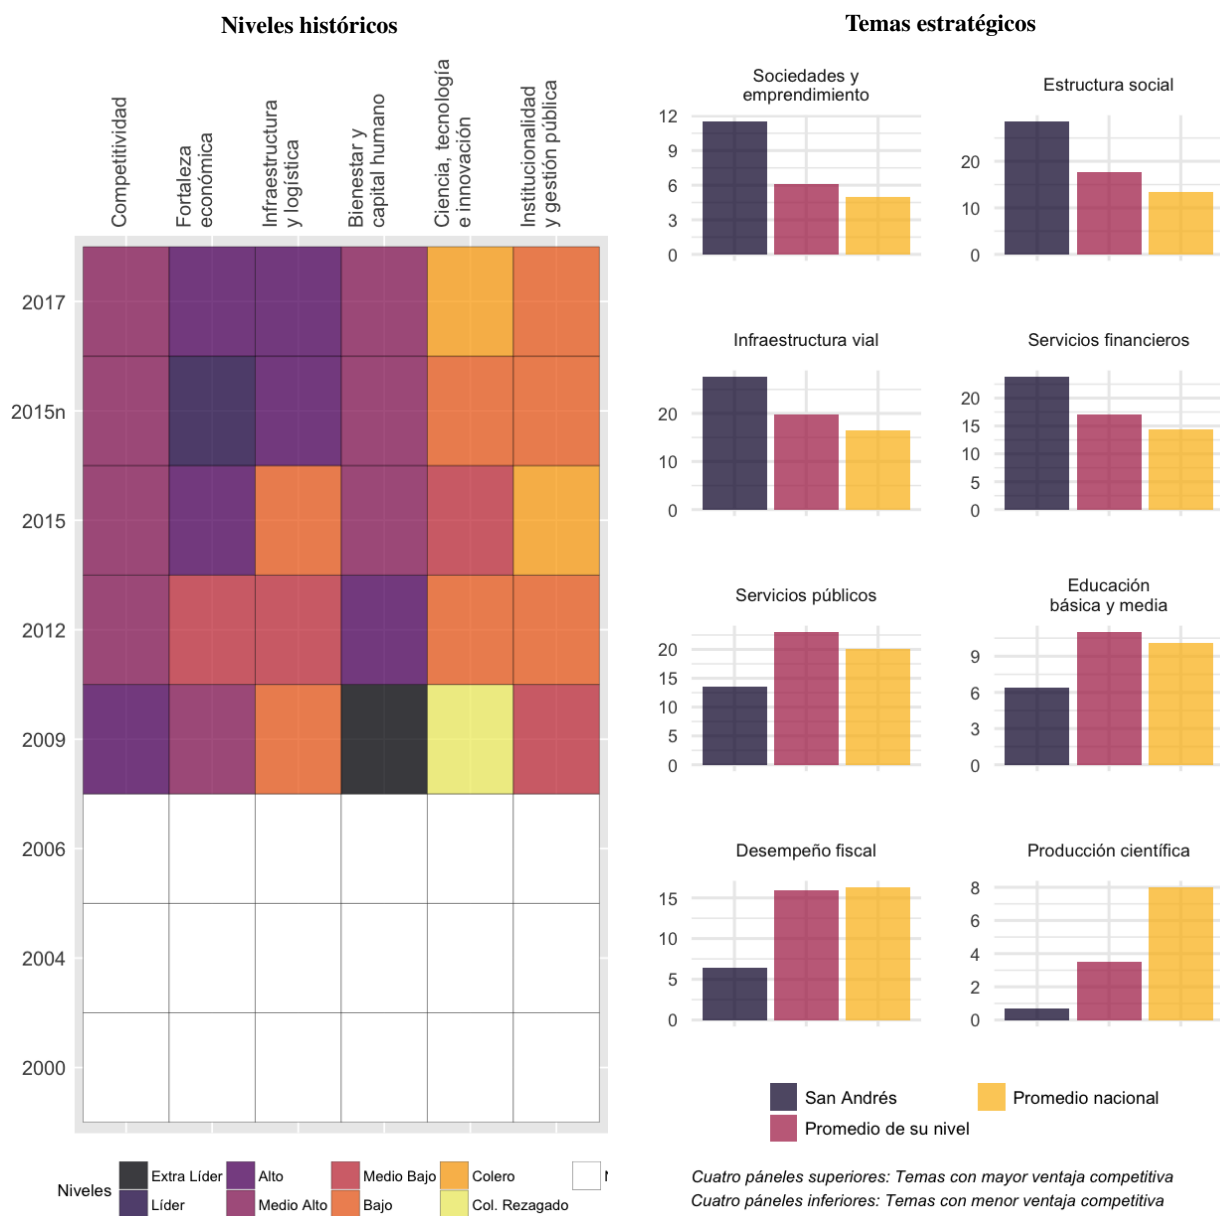 Niveles históricos
Competitividad
Fortaleza
económica
Infraestructura
y logística
Bienestar y
capital humano
Ciencia, tecnología
e innovación
Institucionalidad
y gestión pública
2017
2015n
2015
2012
2009
2006
2004
2000
Niveles
Extra Líder
Líder
Alto
Medio Alto
Medio Bajo
Bajo
Colero
Col. Rezagado
Temas estratégicos
Sociedades y
emprendimiento
12
9
6
3
0
Estructura social
20
10
0
Infraestructura vial
20
10
0
Servicios financieros
20
15
10
5
0
Servicios públicos
20
15
10
5
0
Educación
básica y media
9
6
3
0
Desempeño fiscal
15
10
5
0
Producción científica
8
6
4
2
0
San Andrés
Promedio nacional
Promedio de su nivel
Cuatro páneles superiores: Temas con mayor ventaja competitiva
Cuatro páneles inferiores: Temas con menor ventaja competitiva